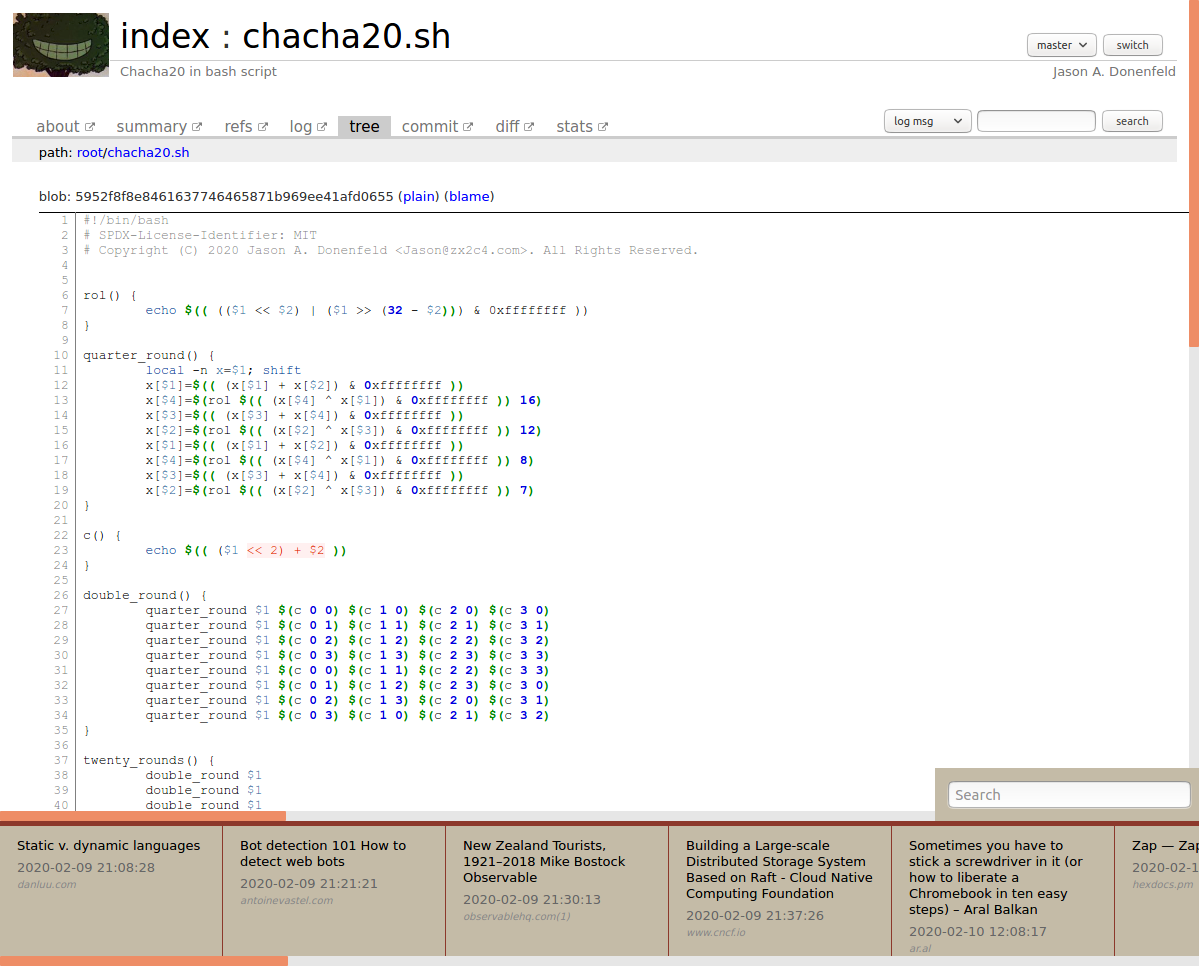 index : chacha20.sh
master switch
Chacha20 in bash script
Jason A. Donenfeld
about summary refs log tree commit diff stats
log msg search
path: root/chacha20.sh
blob: 5952f8f8e8461637746465871b969ee41afd0655 (plain) (blame)
1 #!/bin/bash
2 # SPDX-License-Identifier: MIT
3 # Copyright (C) 2020 Jason A. Donenfeld <Jason@zx2c4.com>. All Rights Reserved.
4
5
6 rol() {
7 echo $(( (($1 << $2) | ($1 >> (32 - $2))) & 0xffffffff ))
8 }
9
10 quarter_round() {
11 local -n x=$1; shift
12 x[$1]=$(( (x[$1] + x[$2]) & 0xffffffff ))
13 x[$4]=$(rol $(( (x[$4] ^ x[$1]) & 0xffffffff )) 16)
14 x[$3]=$(( (x[$3] + x[$4]) & 0xffffffff ))
15 x[$2]=$(rol $(( (x[$2] ^ x[$3]) & 0xffffffff )) 12)
16 x[$1]=$(( (x[$1] + x[$2]) & 0xffffffff ))
17 x[$4]=$(rol $(( (x[$4] ^ x[$1]) & 0xffffffff )) 8)
18 x[$3]=$(( (x[$3] + x[$4]) & 0xffffffff ))
19 x[$2]=$(rol $(( (x[$2] ^ x[$3]) & 0xffffffff )) 7)
20 }
21
22 c() {
23 echo $(( ($1 << 2) + $2 ))
24 }
25
26 double_round() {
27 quarter_round $1 $(c 0 0) $(c 1 0) $(c 2 0) $(c 3 0)
28 quarter_round $1 $(c 0 1) $(c 1 1) $(c 2 1) $(c 3 1)
29 quarter_round $1 $(c 0 2) $(c 1 2) $(c 2 2) $(c 3 2)
30 quarter_round $1 $(c 0 3) $(c 1 3) $(c 2 3) $(c 3 3)
31 quarter_round $1 $(c 0 0) $(c 1 1) $(c 2 2) $(c 3 3)
32 quarter_round $1 $(c 0 1) $(c 1 2) $(c 2 3) $(c 3 0)
33 quarter_round $1 $(c 0 2) $(c 1 3) $(c 2 0) $(c 3 1)
34 quarter_round $1 $(c 0 3) $(c 1 0) $(c 2 1) $(c 3 2)
35 }
36
37 twenty_rounds() {
38 double_round $1
39 double_round $1
40 double_round $1
Search
Static v. dynamic languages
2020-02-09 21:08:28
danluu.com
Bot detection 101 How to
detect web bots
2020-02-09 21:21:21
antoinevastel.com
New Zealand Tourists,
1921–2018 Mike Bostock
Observable
2020-02-09 21:30:13
observablehq.com(1)
Building a Large-scale
Distributed Storage System
Based on Raft - Cloud Native
Computing Foundation
2020-02-09 21:37:26
www.cncf.io
Sometimes you have to
stick a screwdriver in it (or
how to liberate a
Chromebook in ten easy
steps) – Aral Balkan
2020-02-10 12:08:17
ar.al
Zap — Zap
2020-02-1
hexdocs.pm